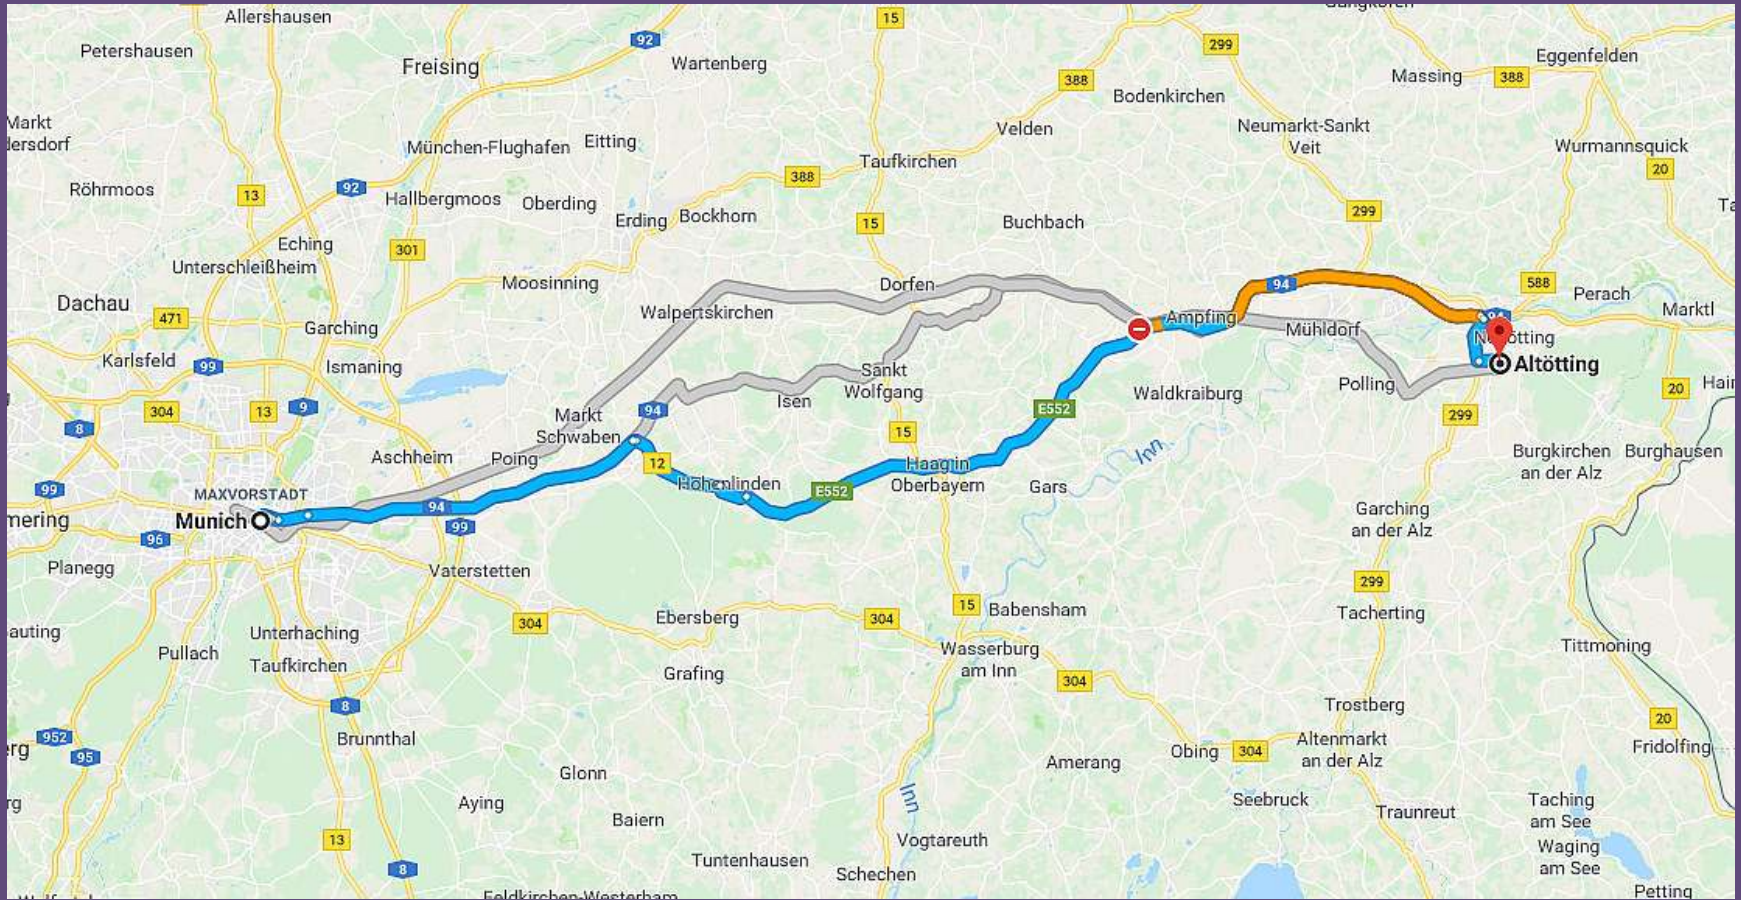 Allershausen
15
92
299
Petershausen
Freising
Wartenberg
Eggenfelden
388
Massing
388
Bodenkirchen
Markt
Velden
Neumarkt-Sankt
Veit
München-Flughafen
Eitting
Wurmannsquick
Taufkirchen
20
Röhrmoos
13
92
388
Hallbergmoos
Oberding
Erding
Bockhorn
15
Buchbach
299
Eching
301
Unterschleißheim
Moosinning
Dorfen
94
588
Perach
Dachau
Walpertskirchen
Marktl
471
Garching
Ampfing
Mühldorf
Karlsfeld
99
Ismaning
Altötting
Sankt
Wolfgang
Polling
Waldkraiburg
20
304
13
9
Markt
Schwaben
94
Isen
E552
299
8
15
Aschheim
Poing
12
Haag in
Oberbayern
Inn
Burgkirchen
an der Alz
Burghausen
99
MAXVORSTADT
Hohenlinden
E552
Gars
94
Munich
99
Garching
an der Alz
96
Planegg
Vaterstetten
299
15
Babensham
Tacherting
304
Ebersberg
304
Unterhaching
Pullach
Taufkirchen
Grafing
Wasserburg
am Inn
304
Tittmoning
8
Trostberg
20
952
95
Brunnthal
Obing
304
Altenmarkt
an der Alz
Fridolfing
Amerang
Glonn
Inn
Aying
Baiern
Seebruck
Traunreut
Taching
am See
13
Vogtareuth
Waging
am See
8
Tuntenhausen
Schechen
Petting